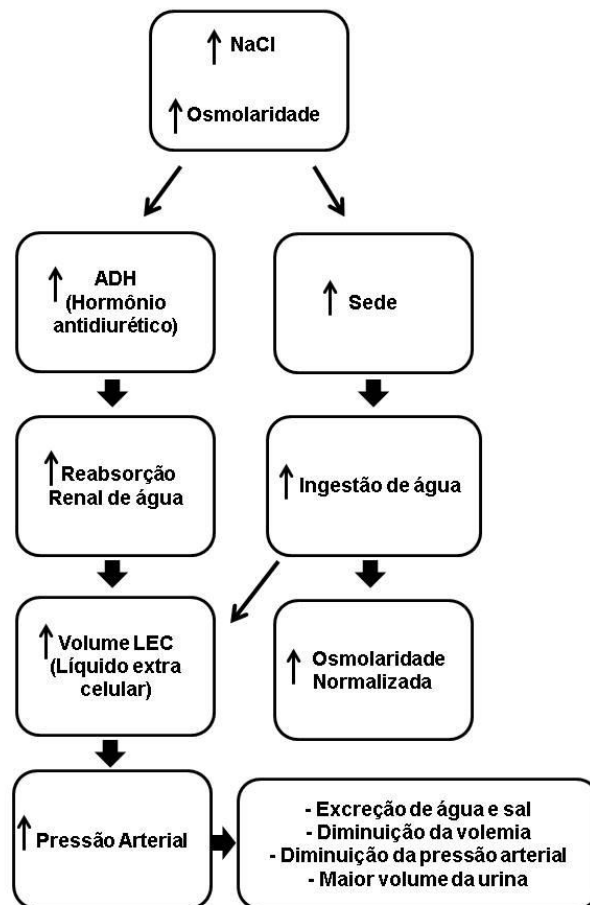 ↑ NaCl
↑ Osmolaridade
↑ ADH
(Hormônio
antidiurético)
↑ Sede
↑ Reabsorção
Renal de água
↑ Ingestão de água
↑ Volume LEC
(Líquido extra
celular)
↑ Osmolaridade
Normalizada
↑ Pressão Arterial
- Excreção de água e sal
- Diminuição da volemia
- Diminuição da pressão arterial
- Maior volume da urina